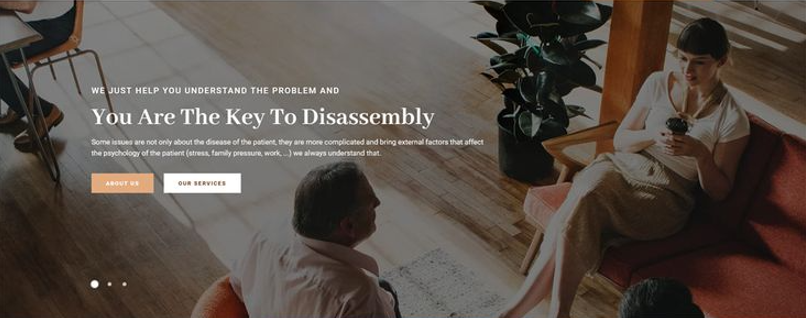 WE JUST HELP YOU UNDERSTAND THE PROBLEM AND
You Are The Key To Disassembly
Some issues are not only about the disease of the patient, they are more complicated and bring external factors that affect
the psychology of the patient (stress, family pressure, work, ...) we always understand that.
ABOUT US OUR SERVICES